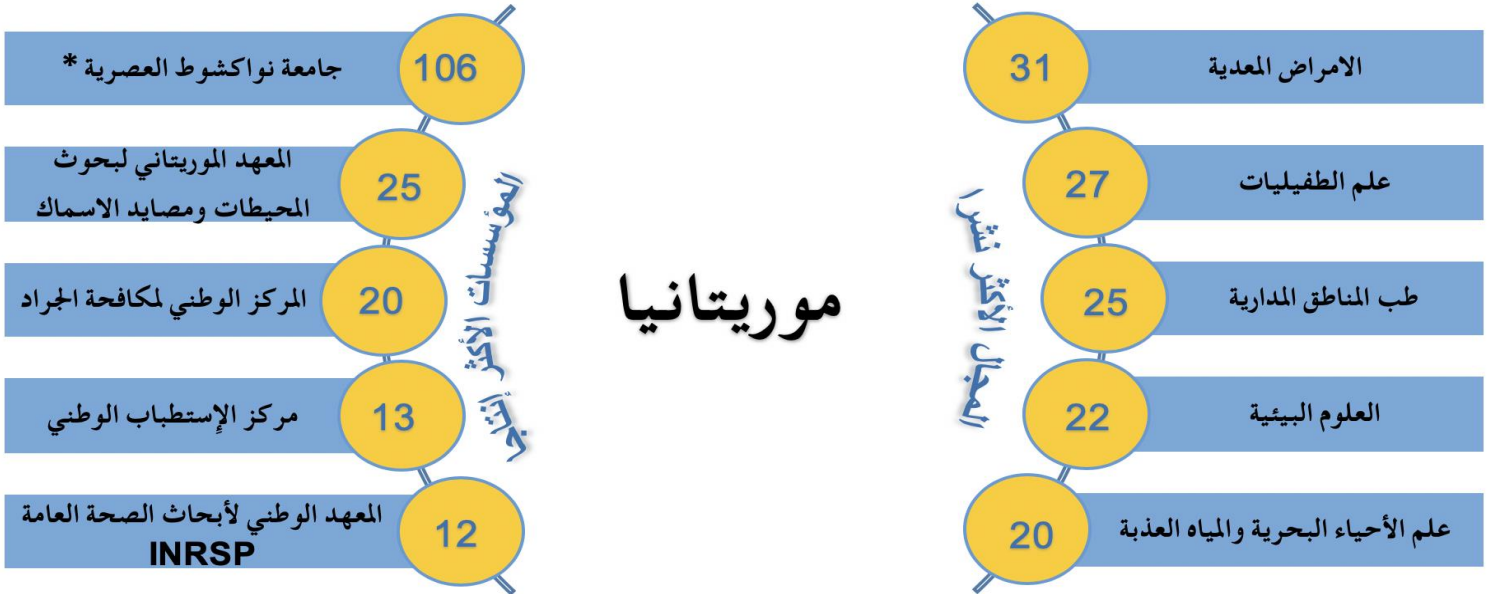 موريتانيا
المجال الأكثر نشرا
31
الامراض المعدية
27
علم الطفيليات
25
طب المناطق المدارية
22
العلوم البيئية
20
علم الأحياء البحرية والمياه العذبة
المؤسسات الأكثر إنتاجا
106
جامعة نواكشوط العصرية *
25
المعهد الموريتاني لبحوث
المحيطات ومصايد الاسماك
20
المركز الوطني لمكافحة الجراد
13
مركز الإستطباب الوطني
12
المعهد الوطني لأبحاث الصحة العامة
INRSP